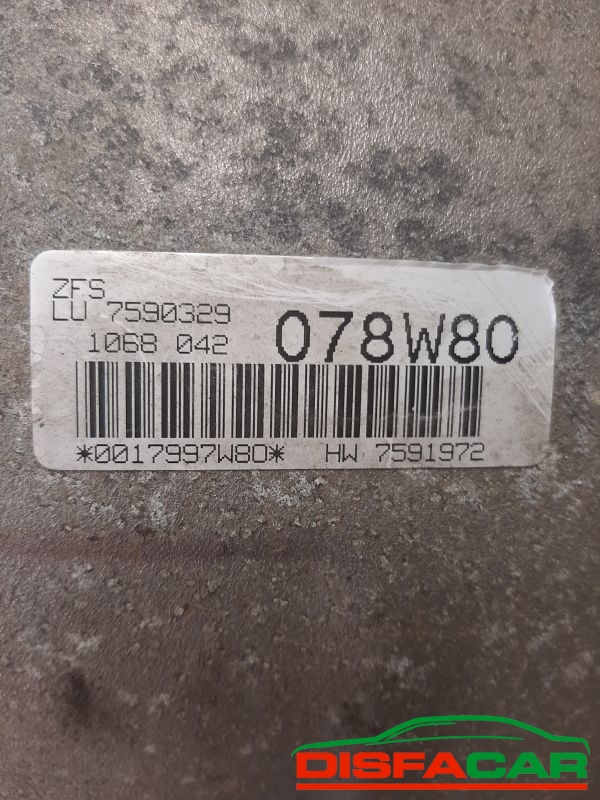 ZFS
LU 7590329
1068 042
078W80
*0017997W80* HW 7591972
DISFACAR